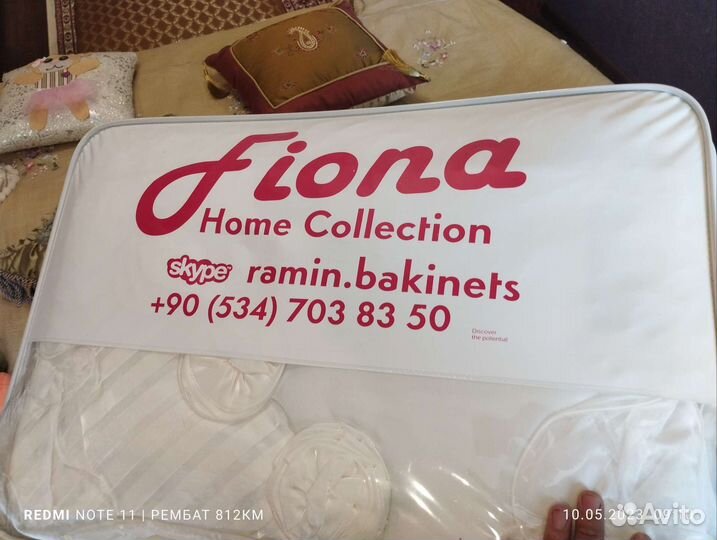 Fiona
Home Collection
skype ramin.bakinets
+90 (534) 703 83 50
Discover
the potential
REDMI NOTE 11 | РЕМБАТ 812КМ
10.05.2023
Avito